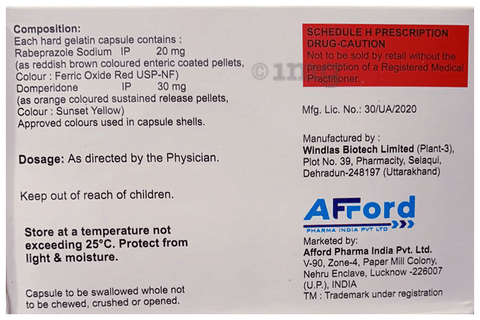 Composition:
Each hard gelatin capsule contains :
Rabeprazole Sodium IP 20 mg
(as reddish brown coloured enteric coated pellets,
Colour : Ferric Oxide Red USP-NF)
Domperidone IP 30 mg
(as orange coloured sustained release pellets,
Colour : Sunset Yellow)
Approved colours used in capsule shells.
Dosage: As directed by the Physician.
Keep out of reach of children.
Store at a temperature not
exceeding 25°C. Protect from
light & moisture.
Capsule to be swallowed whole not
to be chewed, crushed or opened.
SCHEDULE H PRESCRIPTION
DRUG-CAUTION
Not to be sold by retail without the
prescription of a Registered Medical
Practitioner.
Mfg. Lic. No.: 30/UA/2020
Manufactured by :
Windlas Biotech Limited (Plant-3),
Plot No. 39, Pharmacity, Selaqui,
Dehradun-248197 (Uttarakhand)
AFford
PHARMA INDIA PVT LTD
Marketed by:
Afford Pharma India Pvt. Ltd.
V-90, Zone-4, Paper Mill Colony,
Nehru Enclave, Lucknow -226007
(U.P.), INDIA
TM : Trademark under registration